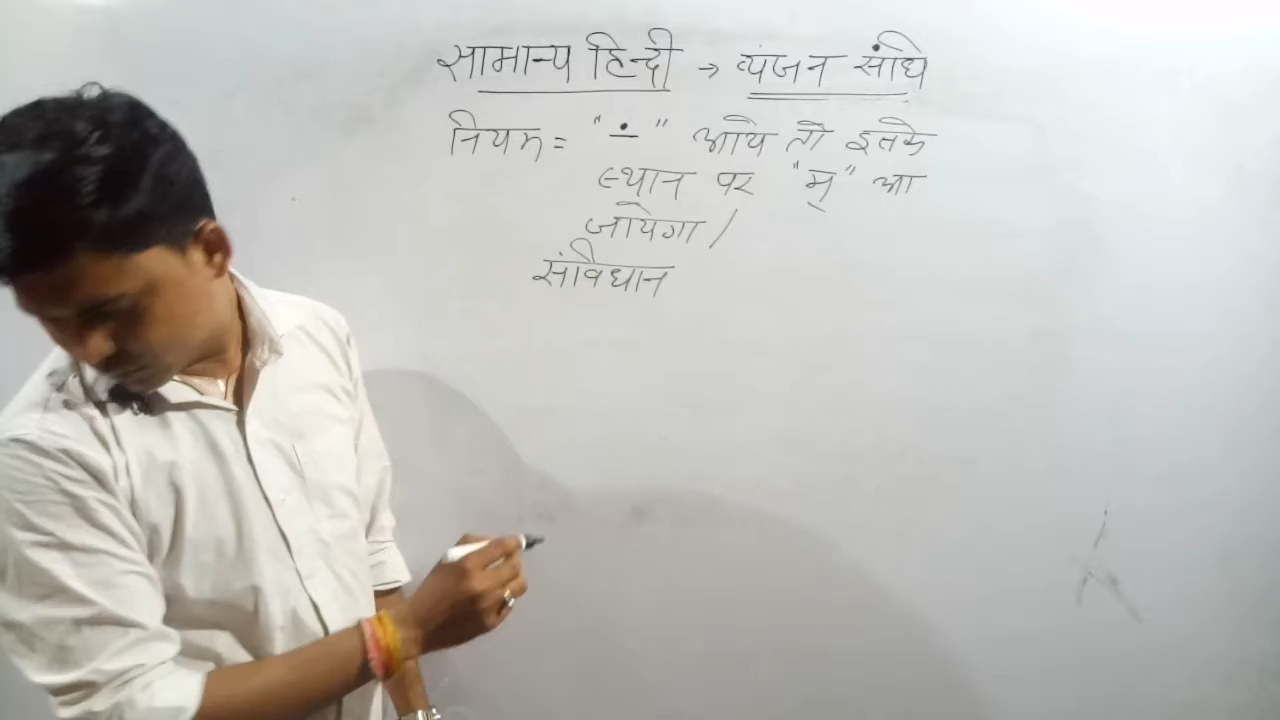 सामान्य हिन्दी → व्यंजन संधि
नियम = " ં " आये तो इसके
स्थान पर "म्" आ
जायेगा /
संविधान